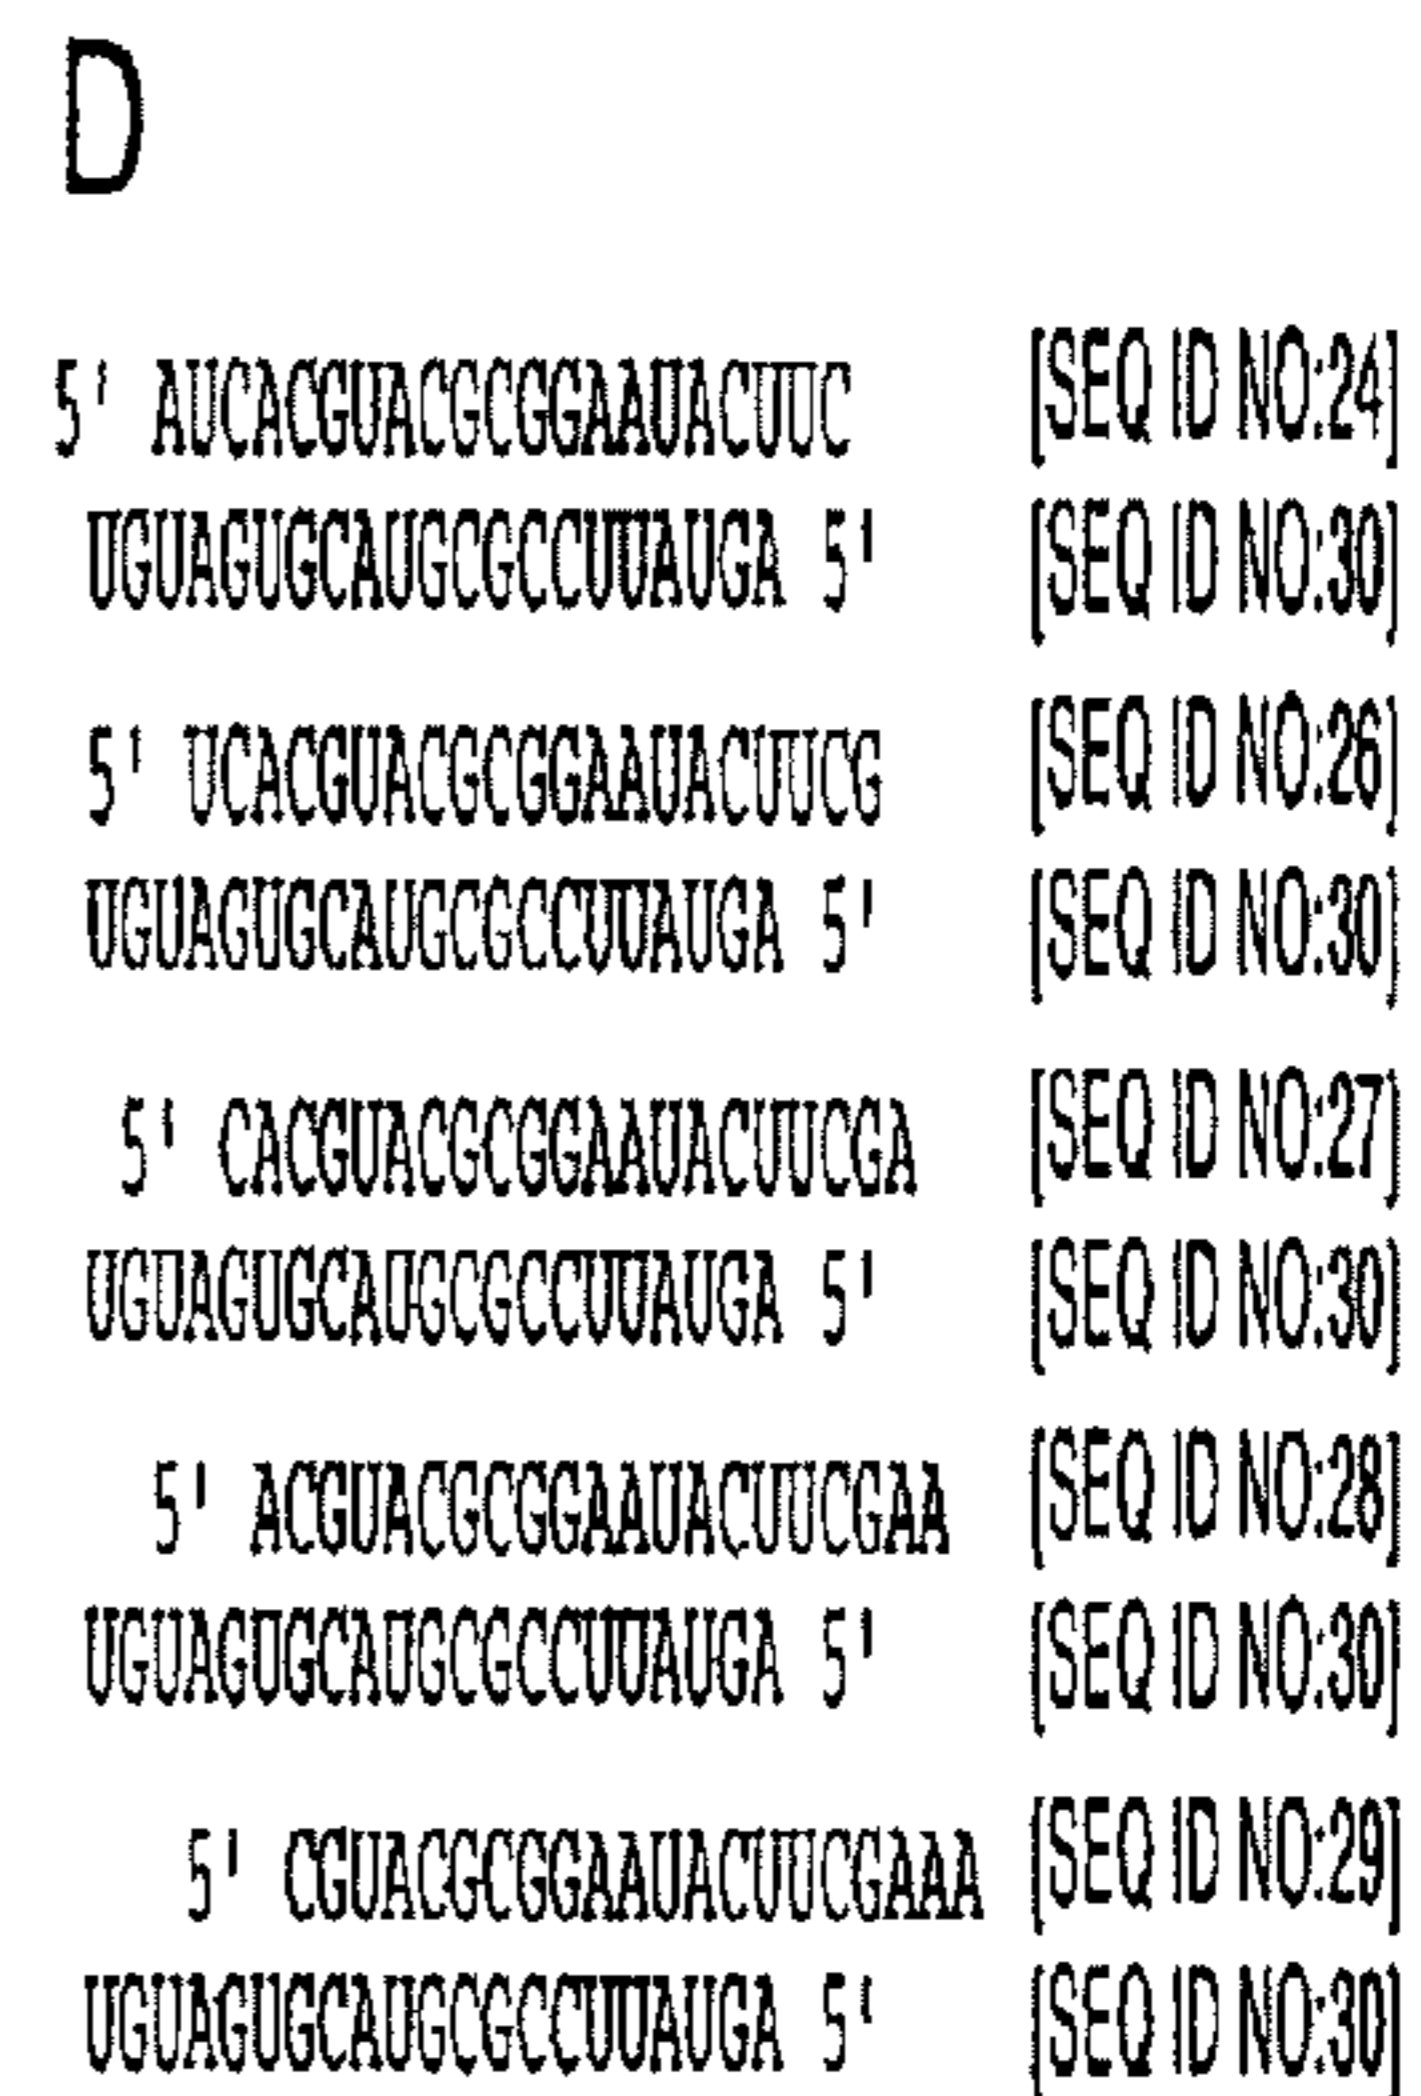 D
5' AUCACGUACGCGGAAUACUUC [SEQ ID NO:24]
UGUAGUGCAUGCGCCUUAUGA 5' [SEQ ID NO:30]
5' UCACGUACGCGGAAUACUUCG [SEQ ID NO:26]
UGUAGUGCAUGCGCCUUAUGA 5' [SEQ ID NO:30]
5' CACGUACGCGGAAUACUUCGA [SEQ ID NO:27]
UGUAGUGCAUGCGCCUUAUGA 5' [SEQ ID NO:30]
5' ACGUACGCGGAAUACUUCGAA [SEQ ID NO:28]
UGUAGUGCAUGCGCCUUAUGA 5' [SEQ ID NO:30]
5' CGUACGCGGAAUACUUCGAAA [SEQ ID NO:29]
UGUAGUGCAUGCGCCUUAUGA 5' [SEQ ID NO:30]